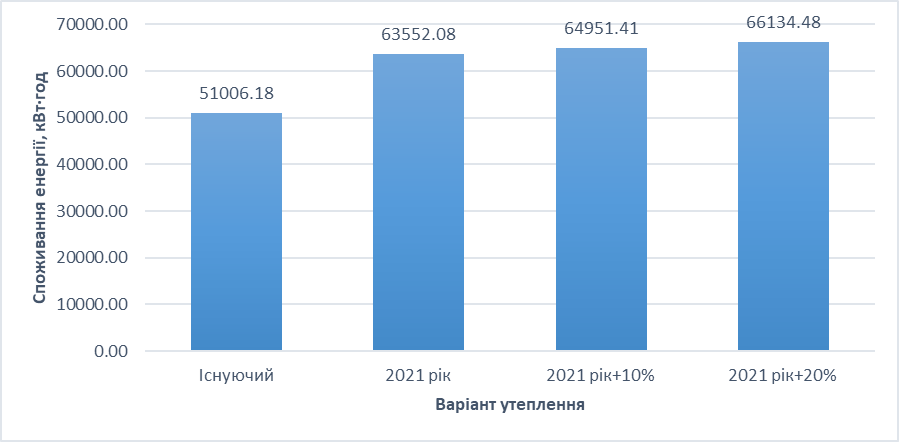 70000.00
60000.00
50000.00
40000.00
30000.00
20000.00
10000.00
0.00
Споживання енергії, кВт·год
51006.18
63552.08
64951.41
66134.48
Існуючий
2021 рік
2021 рік+10%
2021 рік+20%
Варіант утеплення